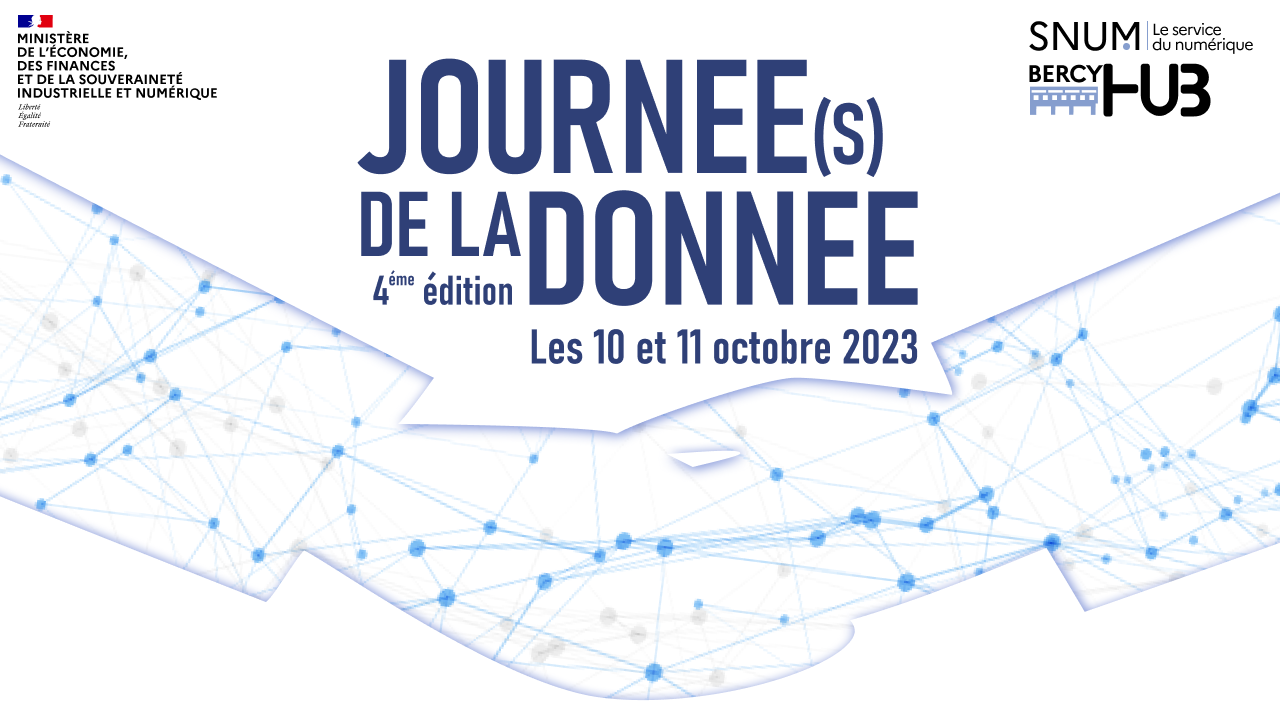 MINISTÈRE
DE L'ÉCONOMIE,
DES FINANCES
ET DE LA SOUVERAINETÉ
INDUSTRIELLE ET NUMÉRIQUE
Liberté
Égalité
Fraternité
SNUM Le service
du numérique
BERCY HUB
JOURNEE(S)
DE LA DONNEE
4éme édition
Les 10 et 11 octobre 2023